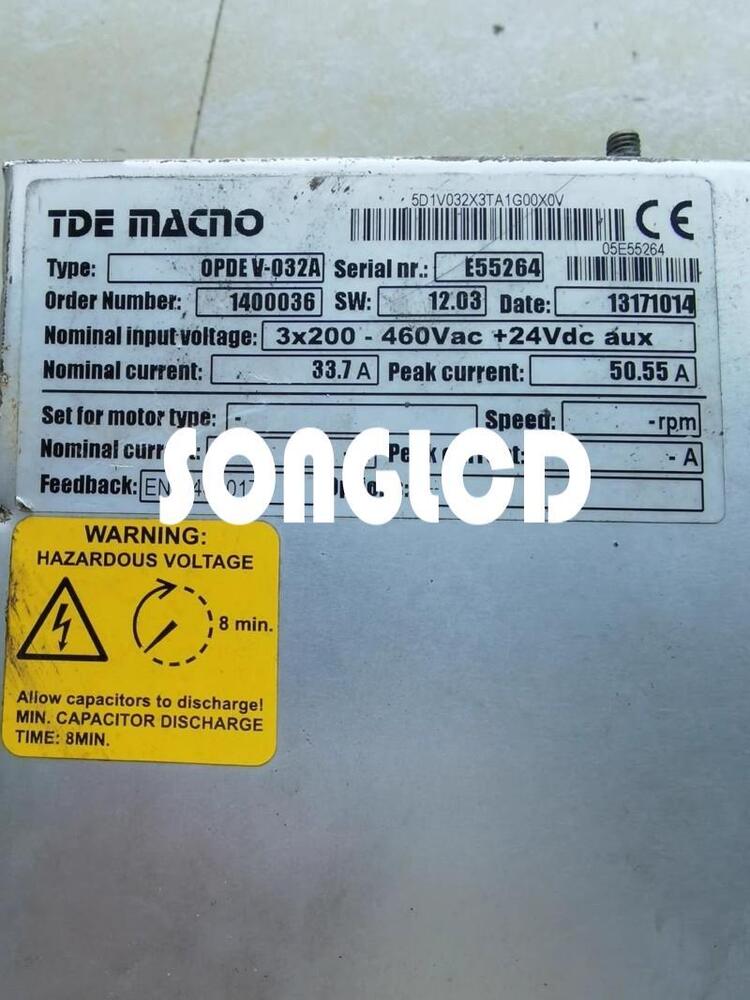 5D1V032X3TA1G00X0V
TDE MACNO CE
05E55264
Type: OPDE V-032A Serial nr.: E55264
Order Number: 1400036 SW: 12.03 Date: 13171014
Nominal input voltage: 3x200 - 460Vac +24Vdc aux
Nominal current: 33.7 A Peak current: 50.55 A
Set for motor type: - Speed: -rpm
Nominal - A
Feedback:
SONGLCD
WARNING:
HAZARDOUS VOLTAGE
8 min.
Allow capacitors to discharge!
MIN. CAPACITOR DISCHARGE
TIME: 8MIN.